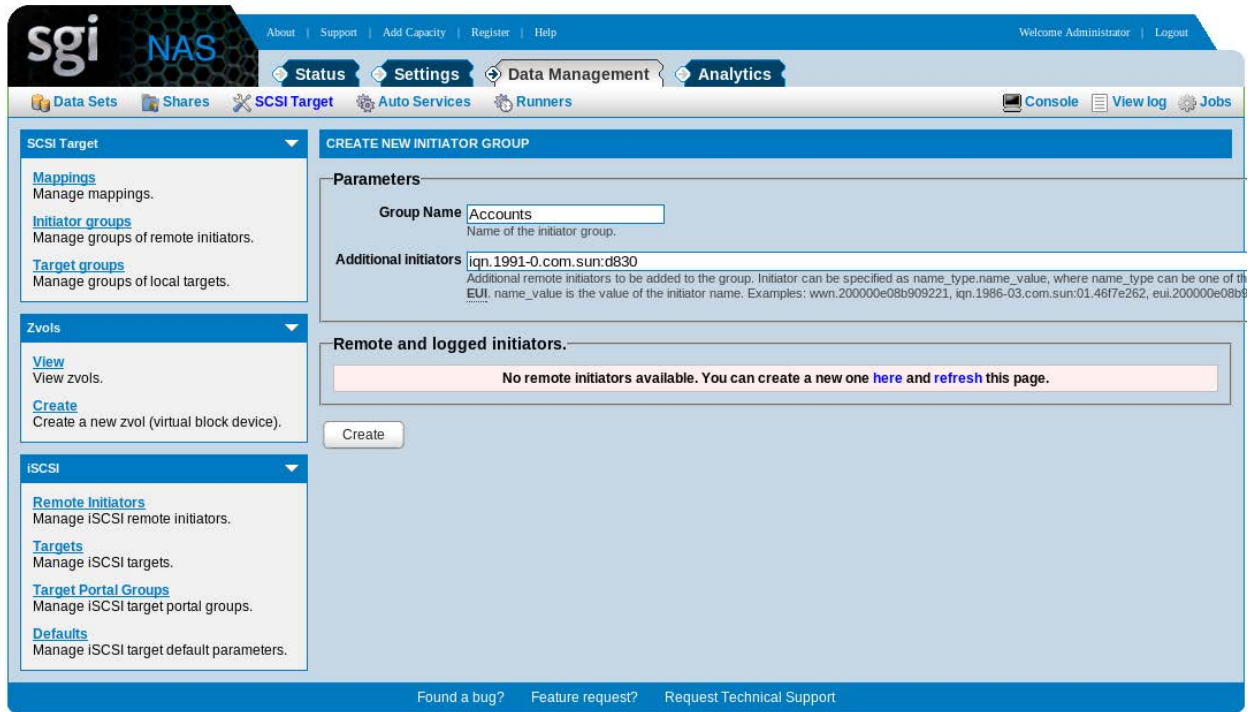 sgi NAS
About | Support | Add Capacity | Register | Help
Welcome Administrator | Logout
Status
Settings
Data Management
Analytics
Data Sets
Shares
SCSI Target
Auto Services
Runners
Console
View log
Jobs
SCSI Target
Mappings
Manage mappings.
Initiator groups
Manage groups of remote initiators.
Target groups
Manage groups of local targets.
Zvols
View
View zvols.
Create
Create a new zvol (virtual block device).
iSCSI
Remote Initiators
Manage iSCSI remote initiators.
Targets
Manage iSCSI targets.
Target Portal Groups
Manage iSCSI target portal groups.
Defaults
Manage iSCSI target default parameters.
CREATE NEW INITIATOR GROUP
Parameters
Group Name Accounts
Name of the initiator group.
Additional initiators iqn.1991-0.com.sun:d830
Additional remote initiators to be added to the group. Initiator can be specified as name_type.name_value, where name_type can be one of th
EUI. name_value is the value of the initiator name. Examples: wwn.200000e08b909221, iqn.1986-03.com.sun:01.46f7e262, eui.200000e08b9
Remote and logged initiators.
No remote initiators available. You can create a new one here and refresh this page.
Create
Found a bug?
Feature request?
Request Technical Support